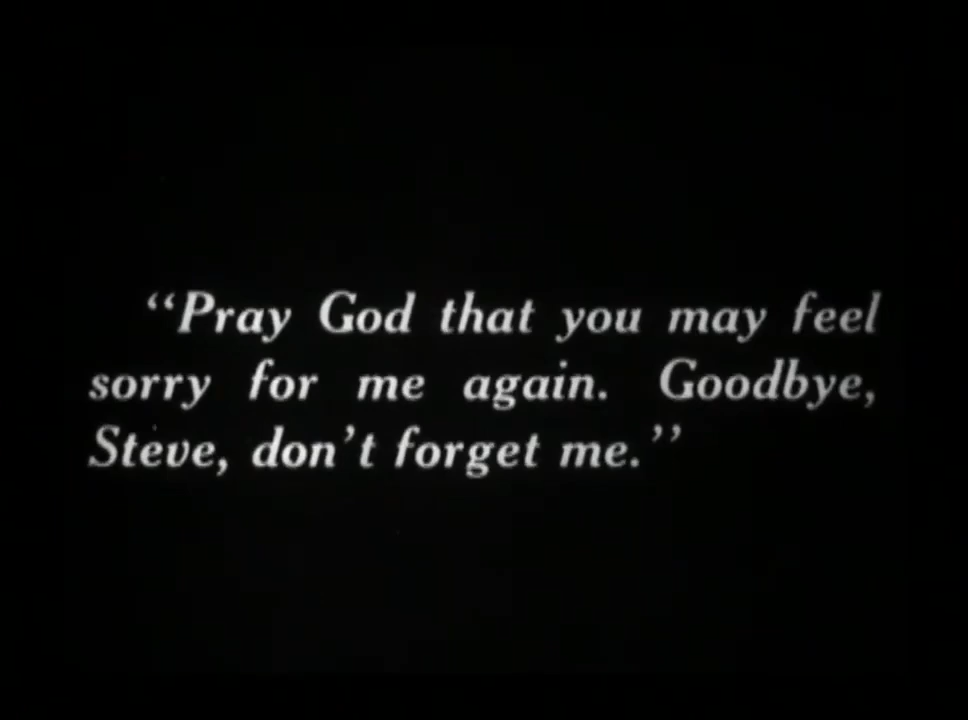 “Pray God that you may feel
sorry for me again. Goodbye,
Steve, don’t forget me.”